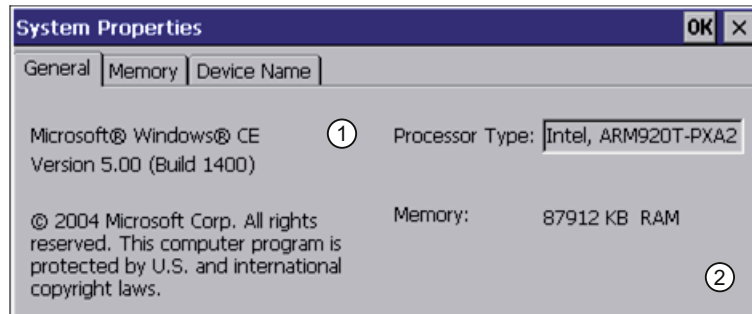 System Properties OK ×
General Memory Device Name
Microsoft® Windows® CE 1 Processor Type: Intel, ARM920T-PXA2
Version 5.00 (Build 1400)
© 2004 Microsoft Corp. All rights Memory: 87912 KB RAM
reserved. This computer program is
protected by U.S. and international
copyright laws. 2